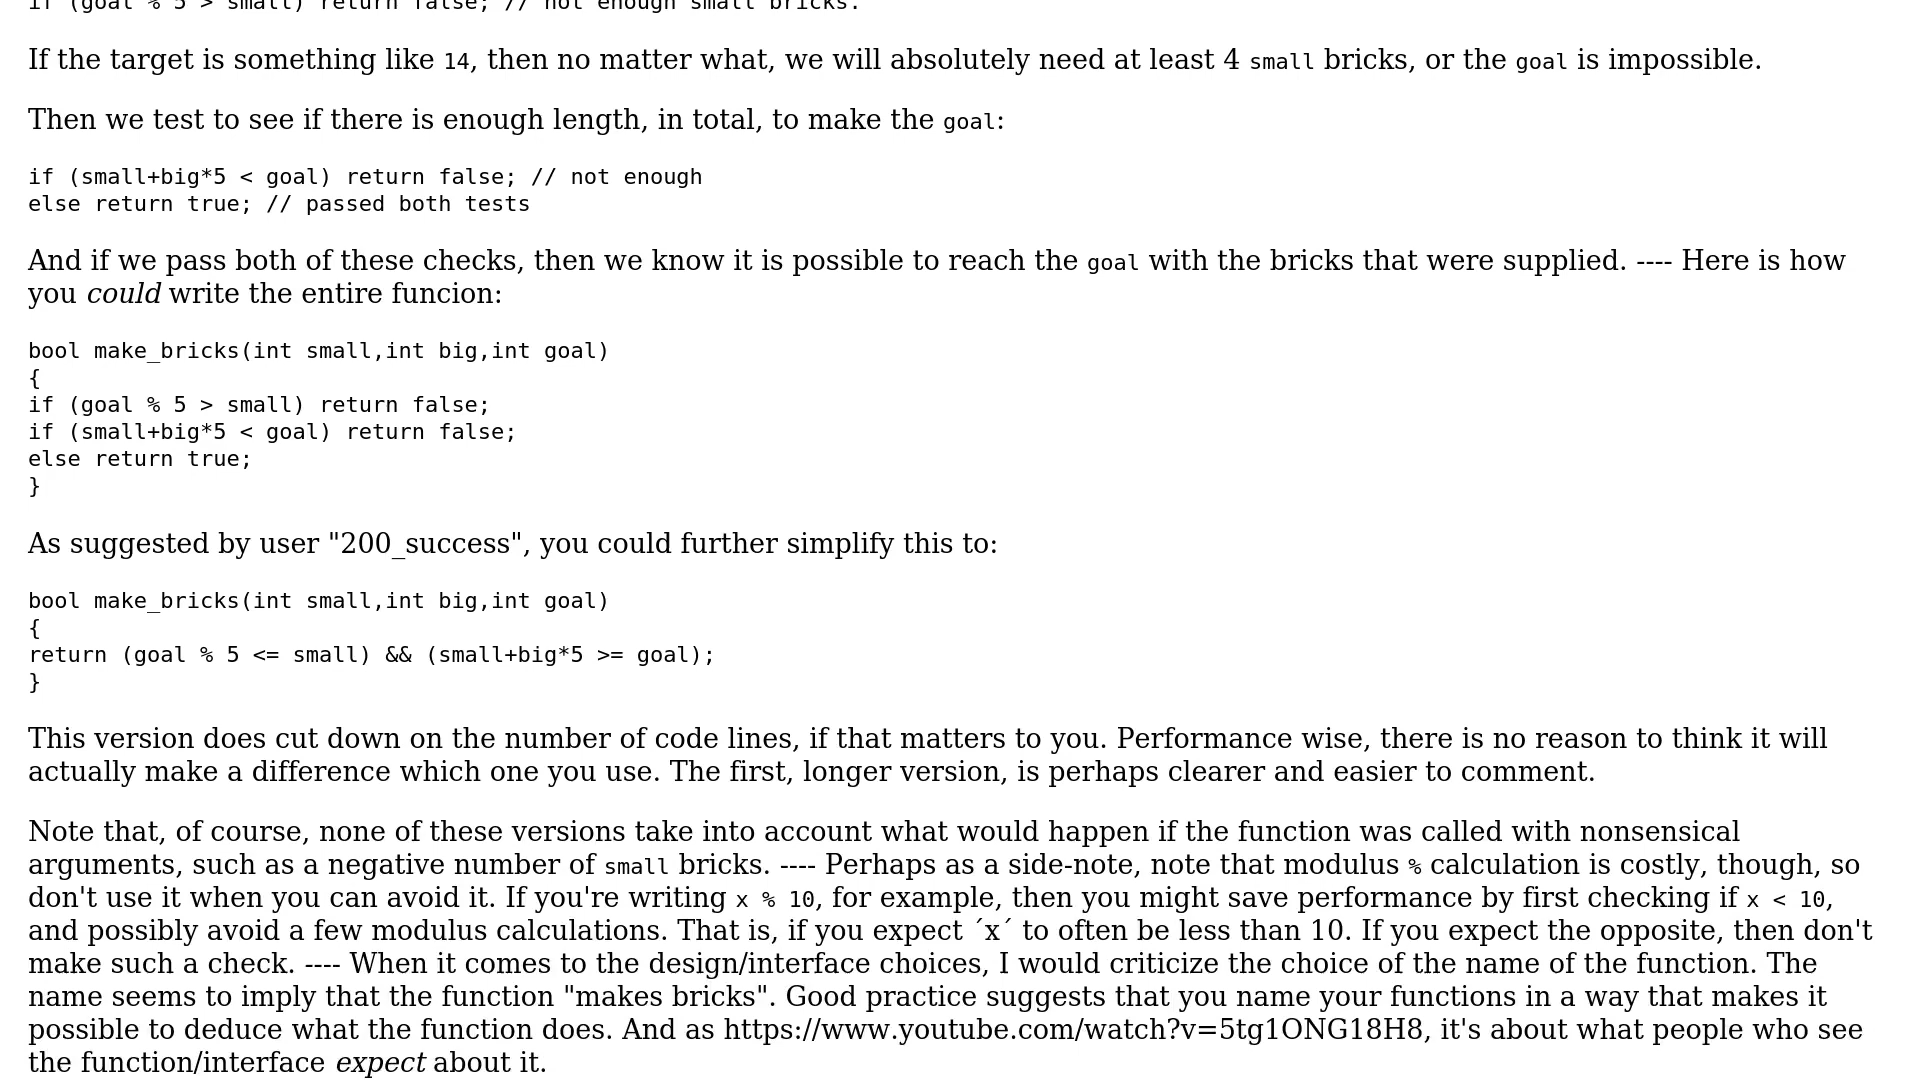 if (goal % 5 > small) return false; // not enough small bricks.
If the target is something like 14, then no matter what, we will absolutely need at least 4 small bricks, or the goal is impossible.
Then we test to see if there is enough length, in total, to make the goal:
if (small+big*5 < goal) return false; // not enough
else return true; // passed both tests
And if we pass both of these checks, then we know it is possible to reach the goal with the bricks that were supplied. ---- Here is how
you could write the entire funcion:
bool make_bricks(int small,int big,int goal)
{
if (goal % 5 > small) return false;
if (small+big*5 < goal) return false;
else return true;
}
As suggested by user "200_success", you could further simplify this to:
bool make_bricks(int small,int big,int goal)
{
return (goal % 5 <= small) && (small+big*5 >= goal);
}
This version does cut down on the number of code lines, if that matters to you. Performance wise, there is no reason to think it will
actually make a difference which one you use. The first, longer version, is perhaps clearer and easier to comment.
Note that, of course, none of these versions take into account what would happen if the function was called with nonsensical
arguments, such as a negative number of small bricks. ---- Perhaps as a side-note, note that modulus % calculation is costly, though, so
don't use it when you can avoid it. If you're writing x % 10, for example, then you might save performance by first checking if x < 10,
and possibly avoid a few modulus calculations. That is, if you expect ´x´ to often be less than 10. If you expect the opposite, then don't
make such a check. ---- When it comes to the design/interface choices, I would criticize the choice of the name of the function. The
name seems to imply that the function "makes bricks". Good practice suggests that you name your functions in a way that makes it
possible to deduce what the function does. And as https://www.youtube.com/watch?v=5tg1ONG18H8, it's about what people who see
the function/interface expect about it.